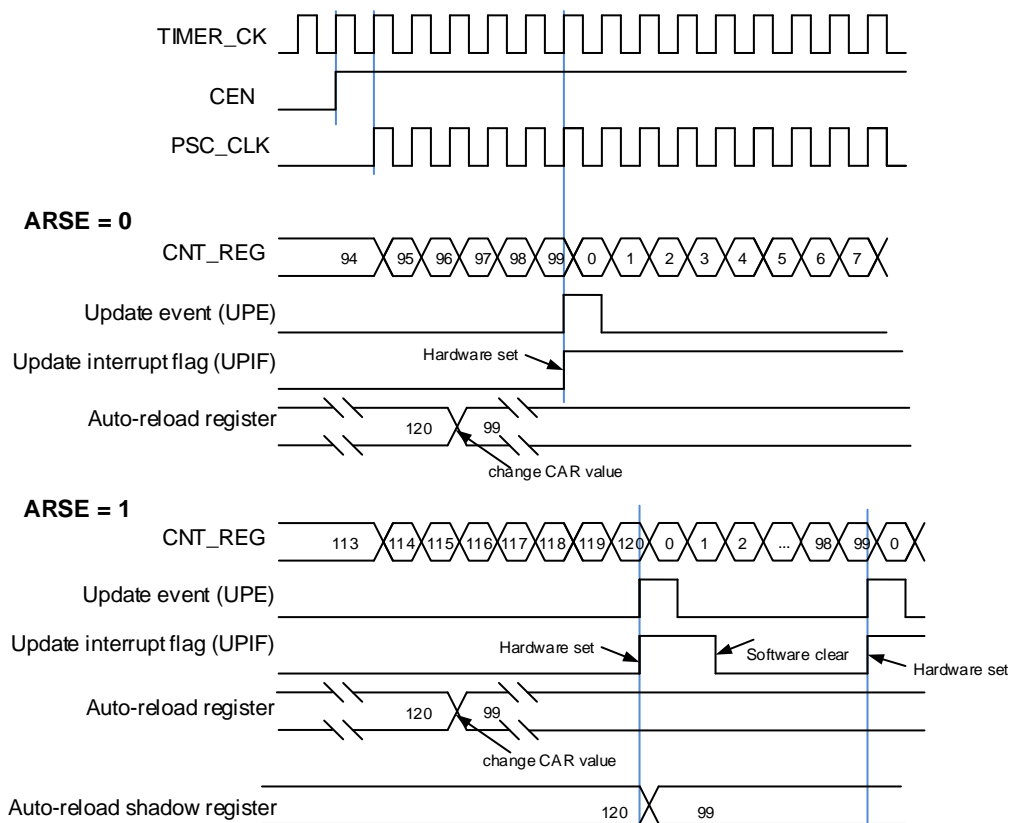 TIMER_CK
CEN
PSC_CLK
ARSE = 0
CNT_REG 94 95 96 97 98 99 0 1 2 3 4 5 6 7
Update event (UPE)
Update interrupt flag (UPIF) Hardware set
Auto-reload register 120 99
change CAR value
ARSE = 1
CNT_REG 113 114 115 116 117 118 119 120 0 1 2 ... 98 99 0
Update event (UPE)
Update interrupt flag (UPIF) Hardware set Software clear Hardware set
Auto-reload register 120 99
change CAR value
Auto-reload shadow register 120 99